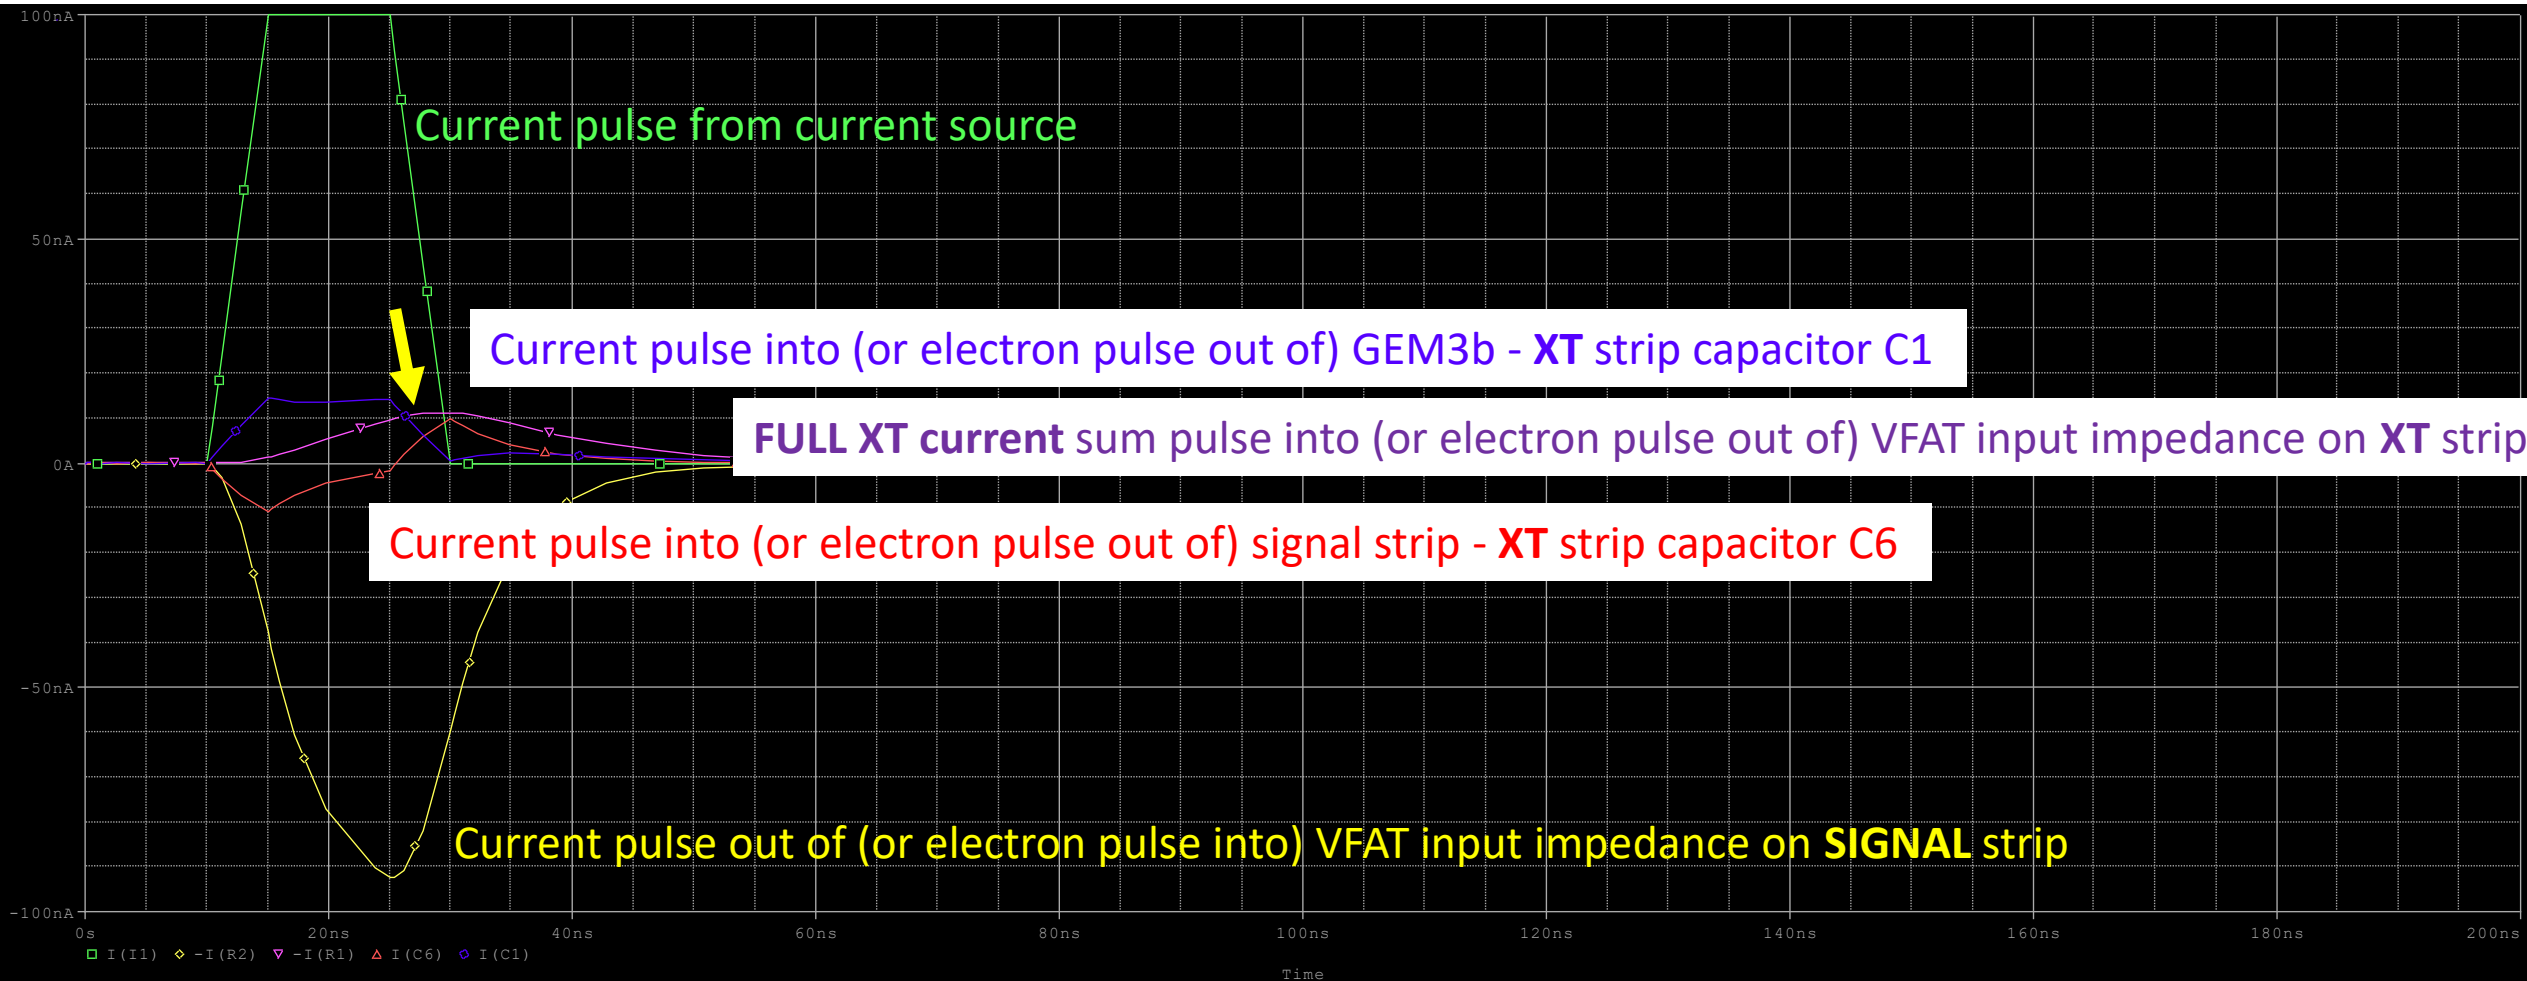 100nA
Current pulse from current source
50nA
Current pulse into (or electron pulse out of) GEM3b - XT strip capacitor C1
FULL XT current sum pulse into (or electron pulse out of) VFAT input impedance on XT strip
0A
Current pulse into (or electron pulse out of) signal strip - XT strip capacitor C6
-50nA
Current pulse out of (or electron pulse into) VFAT input impedance on SIGNAL strip
-100nA
0s 20ns 40ns 60ns 80ns 100ns 120ns 140ns 160ns 180ns 200ns
I(I1) -I(R2) -I(R1) I(C6) I(C1)
Time